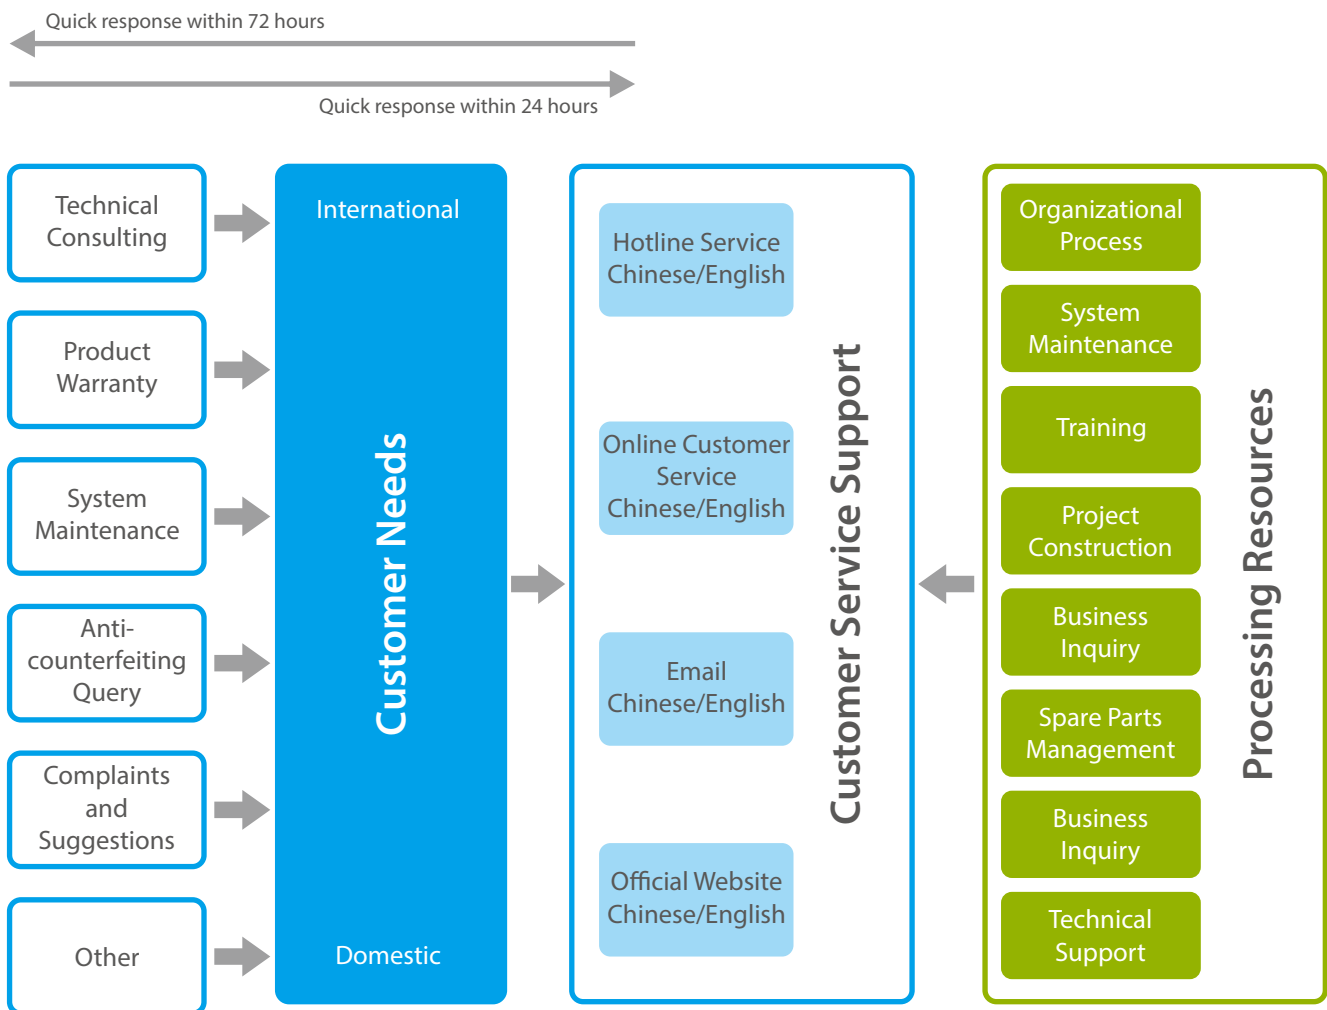 Quick response within 72 hours
Quick response within 24 hours
Technical
Consulting
Product
Warranty
System
Maintenance
Anti-
counterfeiting
Query
Complaints
and
Suggestions
Other
International
Customer Needs
Domestic
Hotline Service
Chinese/English
Online Customer
Service
Chinese/English
Email
Chinese/English
Official Website
Chinese/English
Customer Service Support
Organizational
Process
System
Maintenance
Training
Project
Construction
Business
Inquiry
Spare Parts
Management
Business
Inquiry
Technical
Support
Processing Resources